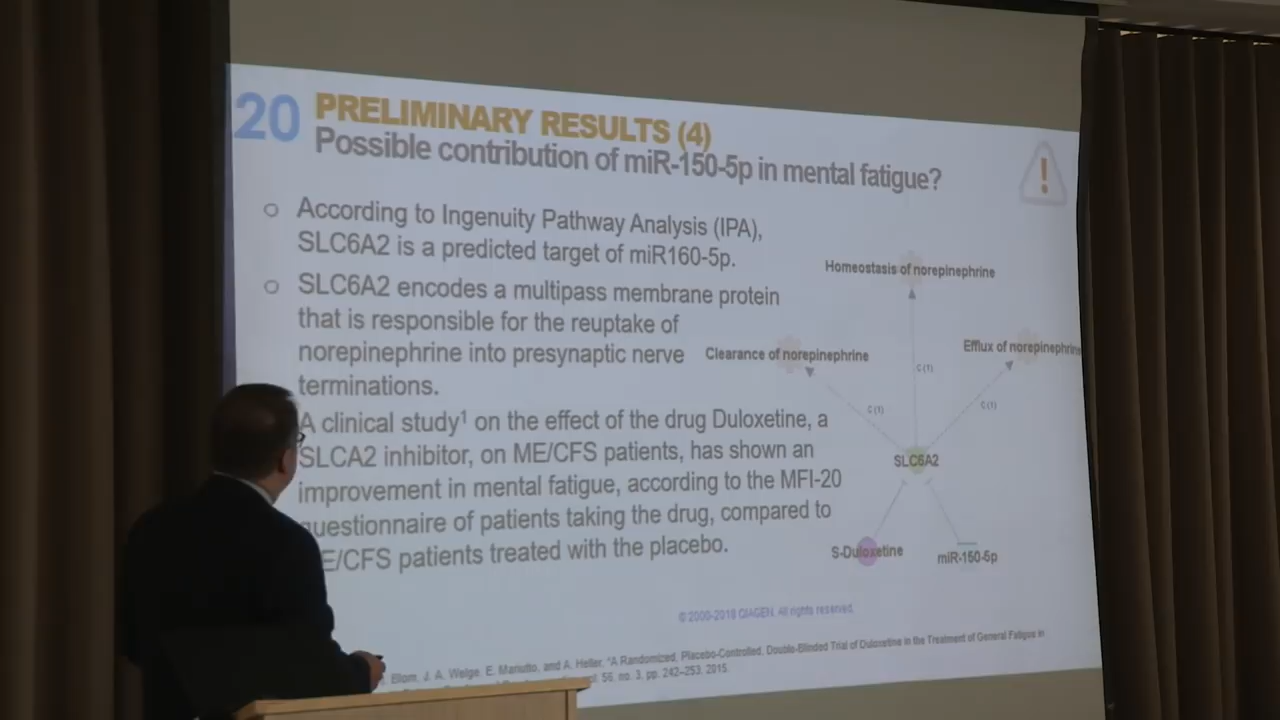 20
PRELIMINARY RESULTS (4)
Possible contribution of miR-150-5p in mental fatigue?
!
○ According to Ingenuity Pathway Analysis (IPA),
SLC6A2 is a predicted target of miR160-5p.
○ SLC6A2 encodes a multipass membrane protein
that is responsible for the reuptake of
norepinephrine into presynaptic nerve
terminations.
A clinical study¹ on the effect of the drug Duloxetine, a
SLCA2 inhibitor, on ME/CFS patients, has shown an
improvement in mental fatigue, according to the MFI-20
questionnaire of patients taking the drug, compared to
E/CFS patients treated with the placebo.
Homeostasis of norepinephrine
Clearance of norepinephrine
Efflux of norepinephrine
C (1)
C (1)
C (1)
SLC6A2
S-Duloxetine
miR-150-5p
© 2000-2018 QIAGEN. All rights reserved.
Blom, J. A. Welge, E. Mariutto, and A. Heller, "A Randomized, Placebo-Controlled, Double-Blinded Trial of Duloxetine in the Treatment of General Fatigue in
56, no. 3, pp. 242–253, 2015.